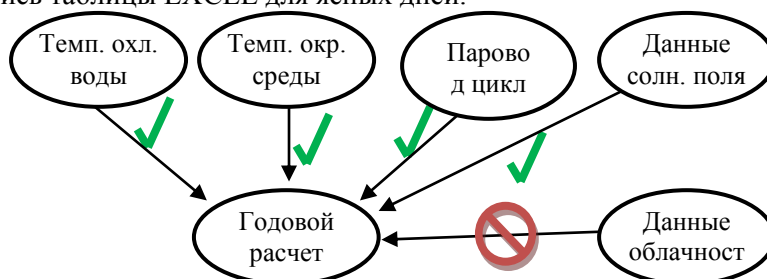 ись таблицы EXCEL для ясных дней.
Темп. охл.
воды
Темп. окр.
среды
Парово
д цикл
Данные
солн. поля
Годовой
расчет
Данные
облачност